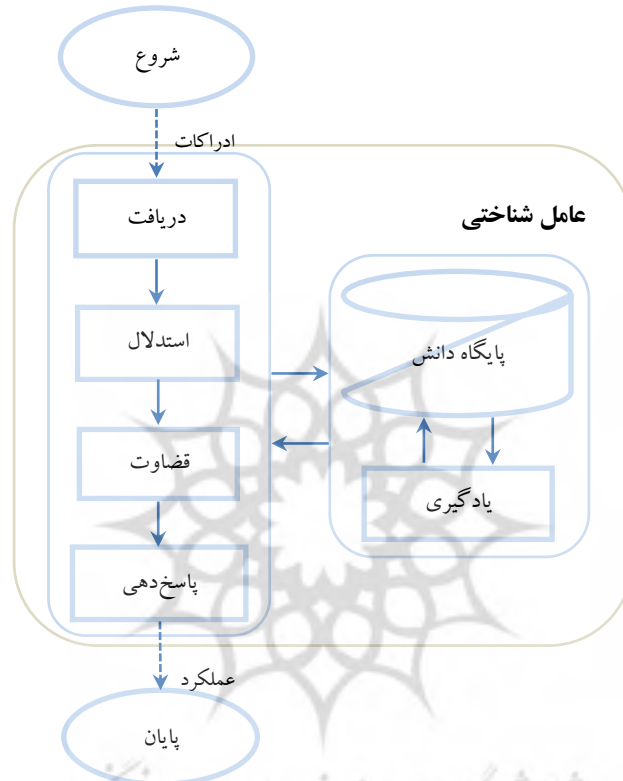 شروع
ادراکات
دریافت
عامل شناختی
استدلال
پایگاه دانش
قضاوت
یادگیری
پاسخ‌دهی
عملکرد
پایان